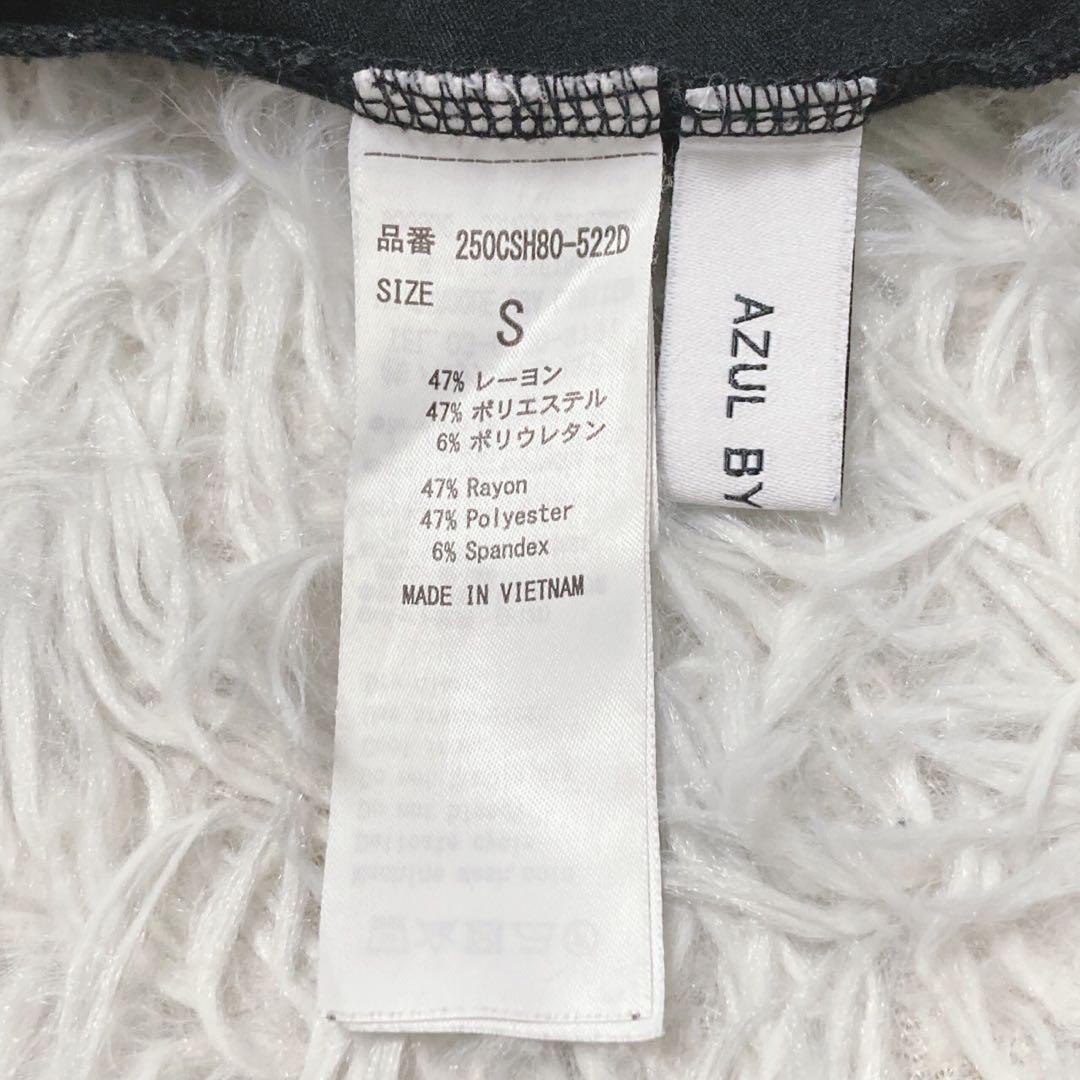 品番 250CSH80-522D
SIZE S
47% レーヨン
47% ポリエステル
6% ポリウレタン
47% Rayon
47% Polyester
6% Spandex
MADE IN VIETNAM
AZUL BY